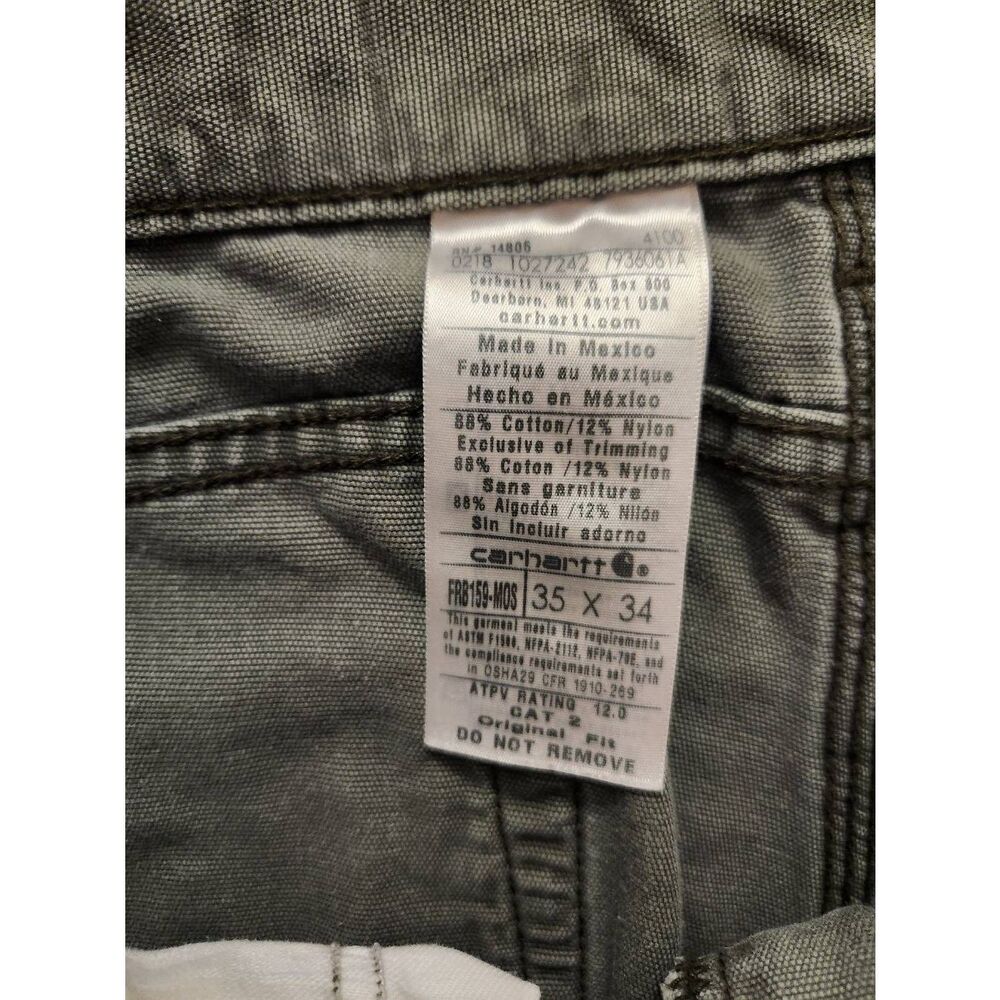 RN# 14806 4100
0218 1027242 7936061A
Carhartt Inc. P.O. Box 600
Dearborn, MI 48121 USA
carhartt.com
Made in Mexico
Fabriqué au Mexique
Hecho en México
88% Cotton/12% Nylon
Exclusive of Trimming
88% Coton /12% Nylon
Sans garniture
88% Algodón /12% Nilón
Sin incluir adorno
carhartt ®
FRB159-MOS 35 X 34
This garment meets the requirements
of ASTM F1506, NFPA-2112, NFPA-70E, and
the compliance requirements set forth
in OSHA29 CFR 1910-269
ATPV RATING 12.0
CAT 2
Original Fit
DO NOT REMOVE